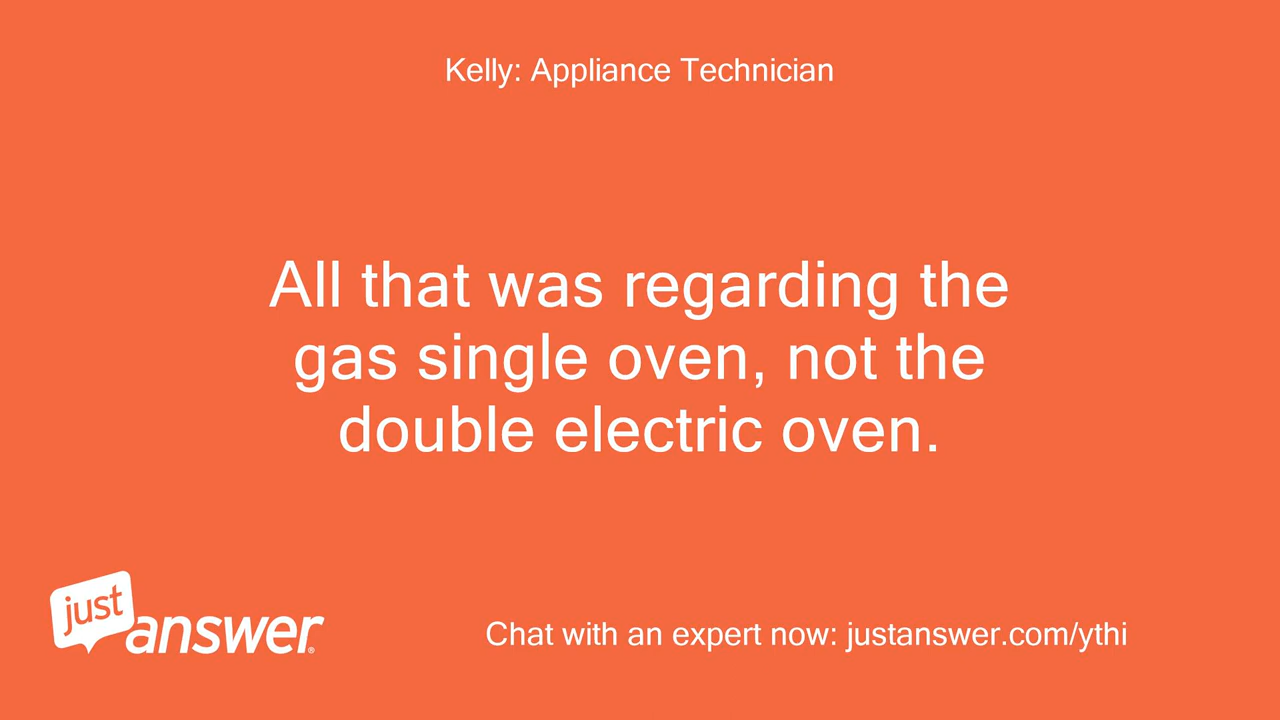 Kelly: Appliance Technician
All that was regarding the
gas single oven, not the
double electric oven.
just
answer®
Chat with an expert now: justanswer.com/ythi